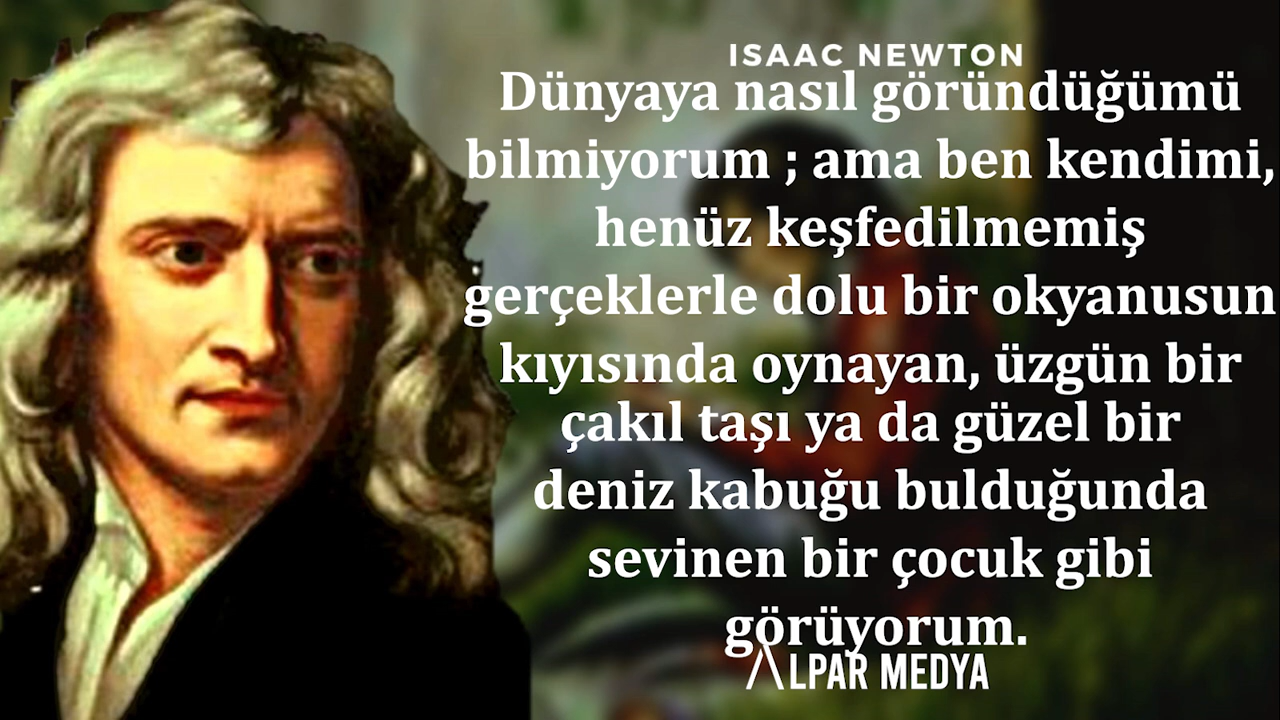 ISAAC NEWTON
Dünyaya nasıl göründüğümü
bilmiyorum ; ama ben kendimi,
henüz keşfedilmemiş
gerçeklerle dolu bir okyanusun
kıyısında oynayan, üzgün bir
çakıl taşı ya da güzel bir
deniz kabuğu bulduğunda
sevinen bir çocuk gibi
görüyorum.
ALPAR MEDYA